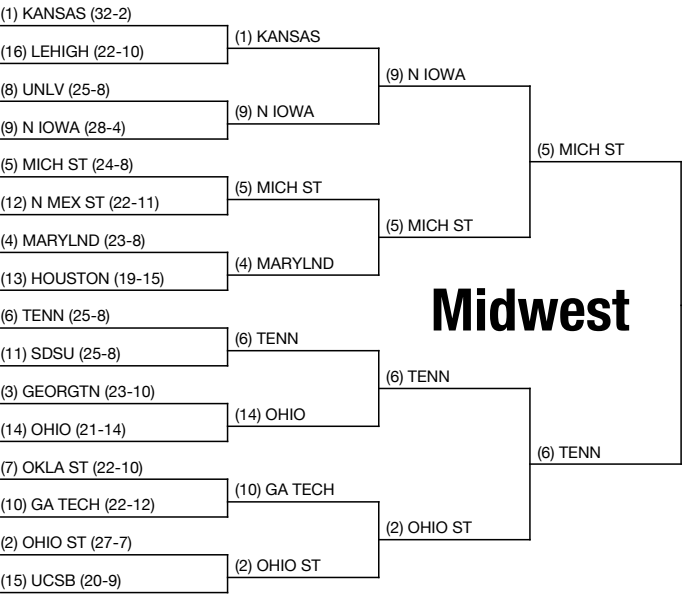 (1) KANSAS (32-2)
(16) LEHIGH (22-10)
(8) UNLV (25-8)
(9) N IOWA (28-4)
(5) MICH ST (24-8)
(12) N MEX ST (22-11)
(4) MARYLND (23-8)
(13) HOUSTON (19-15)
(6) TENN (25-8)
(11) SDSU (25-8)
(3) GEORGTN (23-10)
(14) OHIO (21-14)
(7) OKLA ST (22-10)
(10) GA TECH (22-12)
(2) OHIO ST (27-7)
(15) UCSB (20-9)
(1) KANSAS
(9) N IOWA
(5) MICH ST
(4) MARYLND
(6) TENN
(14) OHIO
(10) GA TECH
(2) OHIO ST
(9) N IOWA
(5) MICH ST
(6) TENN
(2) OHIO ST
(5) MICH ST
(6) TENN
Midwest